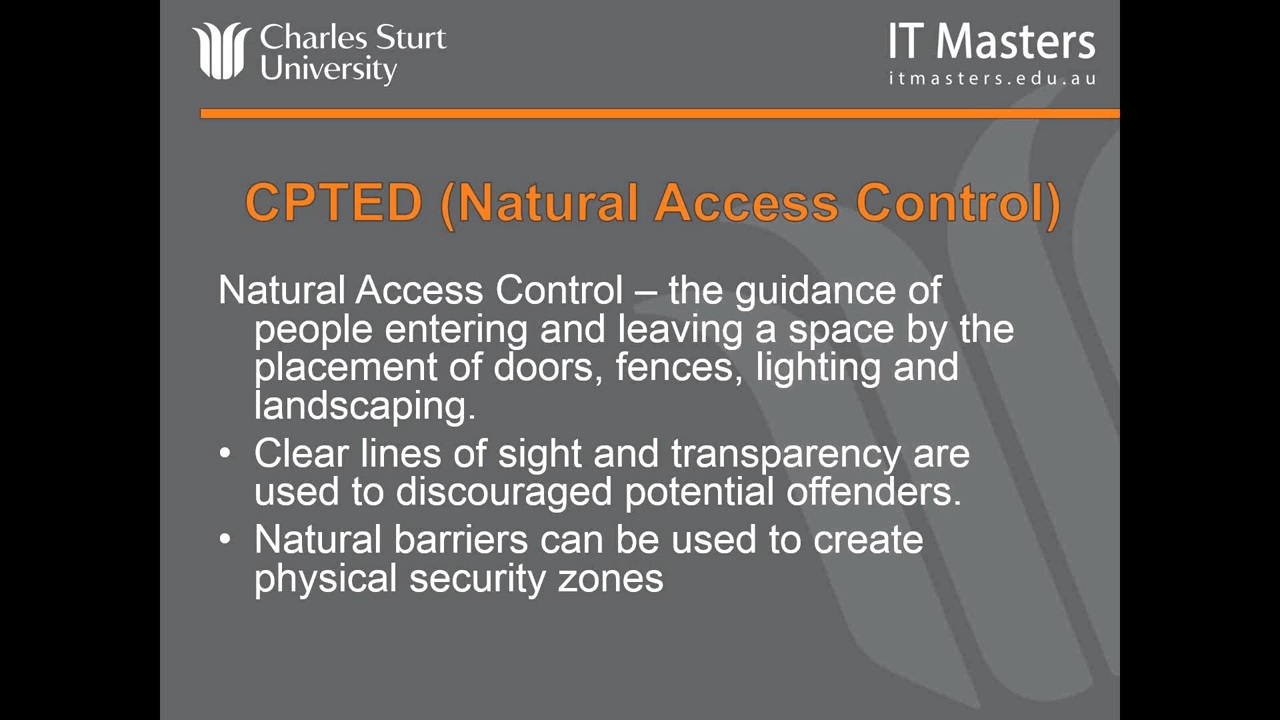 Charles Sturt
University
IT Masters
itmasters.edu.au
CPTED (Natural Access Control)
Natural Access Control – the guidance of
people entering and leaving a space by the
placement of doors, fences, lighting and
landscaping.
• Clear lines of sight and transparency are
used to discouraged potential offenders.
• Natural barriers can be used to create
physical security zones